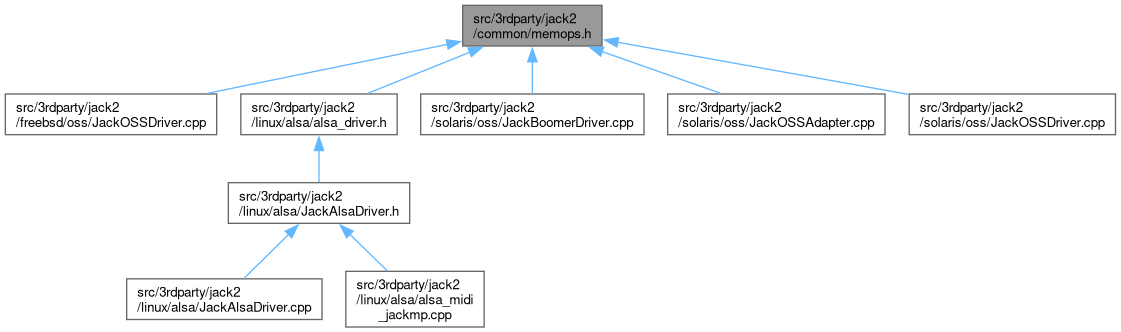 src/3rdparty/jack2
/common/memops.h
src/3rdparty/jack2
/freebsd/oss/JackOSSDriver.cpp
src/3rdparty/jack2
/linux/alsa/alsa_driver.h
src/3rdparty/jack2
/solaris/oss/JackBoomerDriver.cpp
src/3rdparty/jack2
/solaris/oss/JackOSSAdapter.cpp
src/3rdparty/jack2
/solaris/oss/JackOSSDriver.cpp
src/3rdparty/jack2
/linux/alsa/JackAlsaDriver.h
src/3rdparty/jack2
/linux/alsa/JackAlsaDriver.cpp
src/3rdparty/jack2
/linux/alsa/alsa_midi
_jackmp.cpp